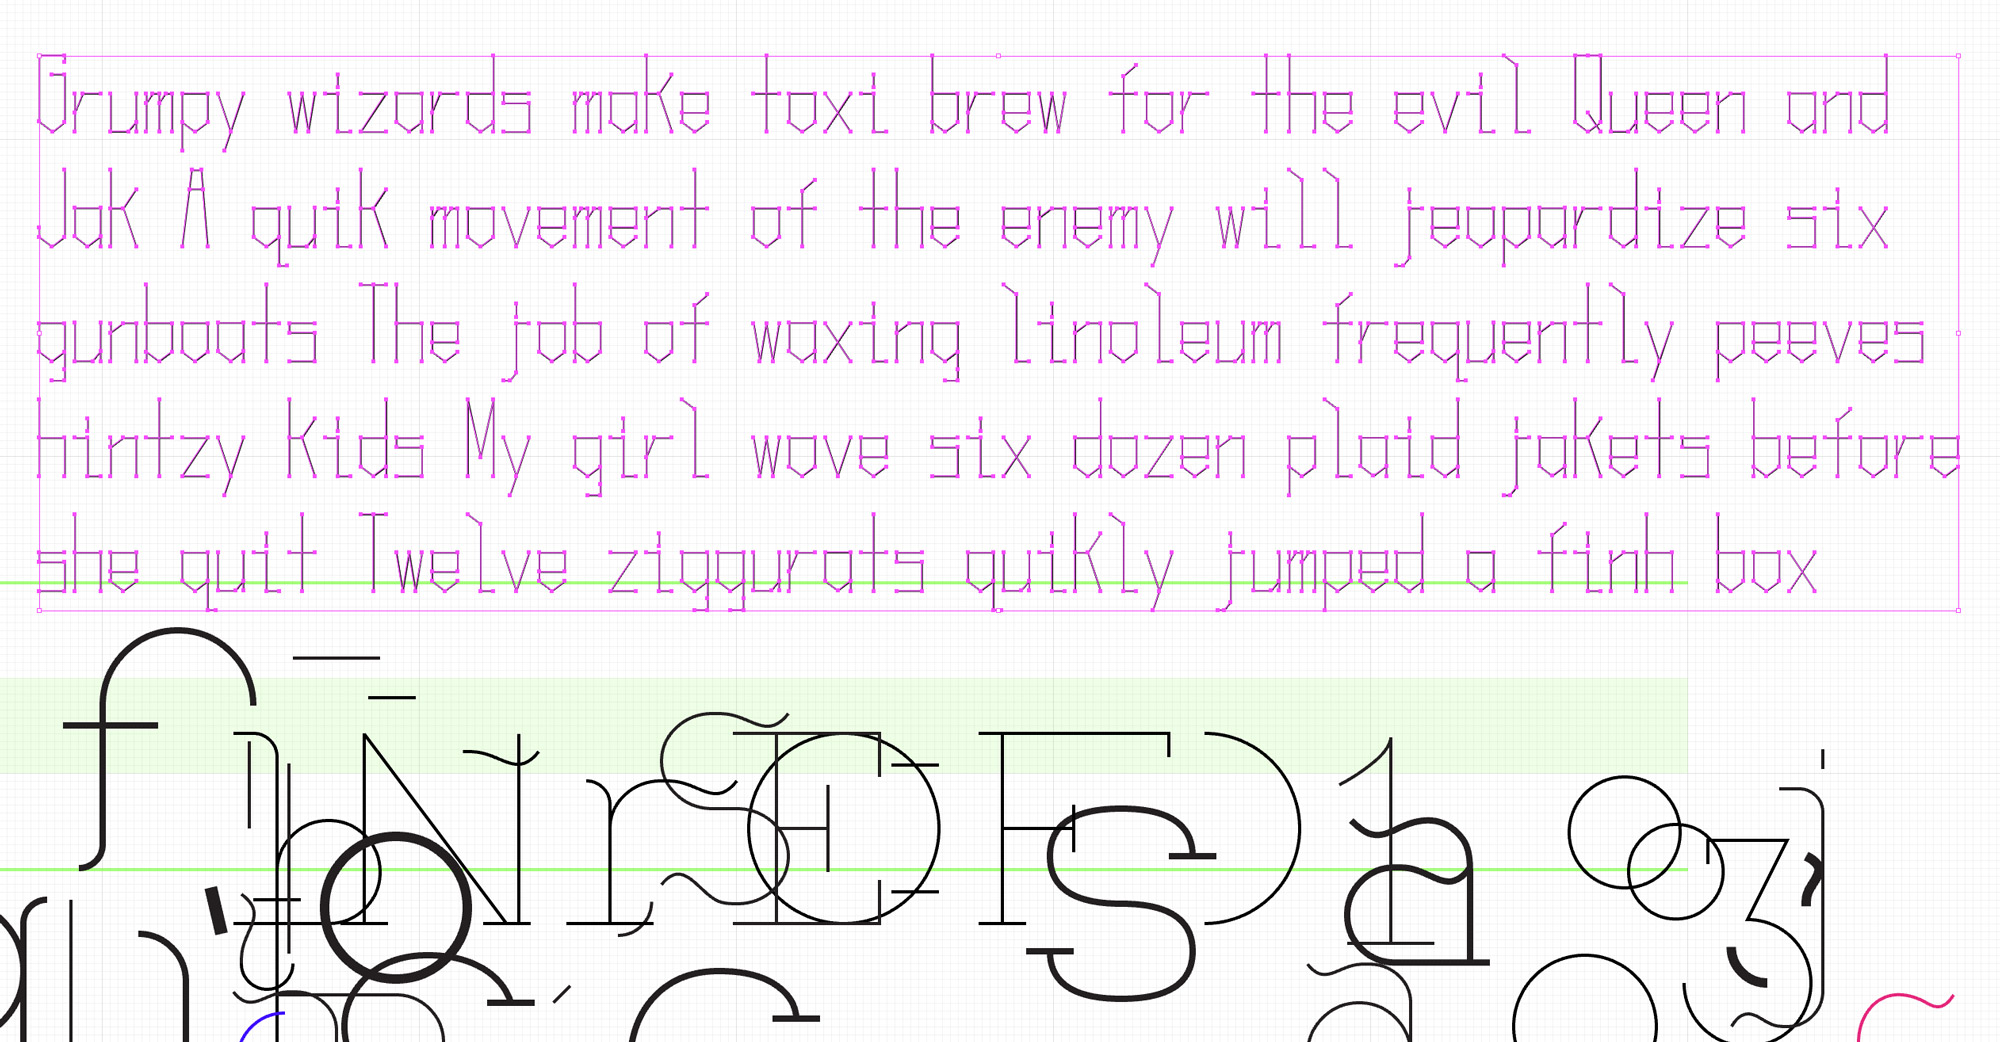 Grumpy wizards make toxi brew for the evil Queen and
Jak A quik movement of the enemy will jeopardize six
gunboats The job of waxing linoleum frequently peeves
hintzy kids My girl wove six dozen plaid jakets before
she quit Twelve ziggurats quikly jumped a finh box